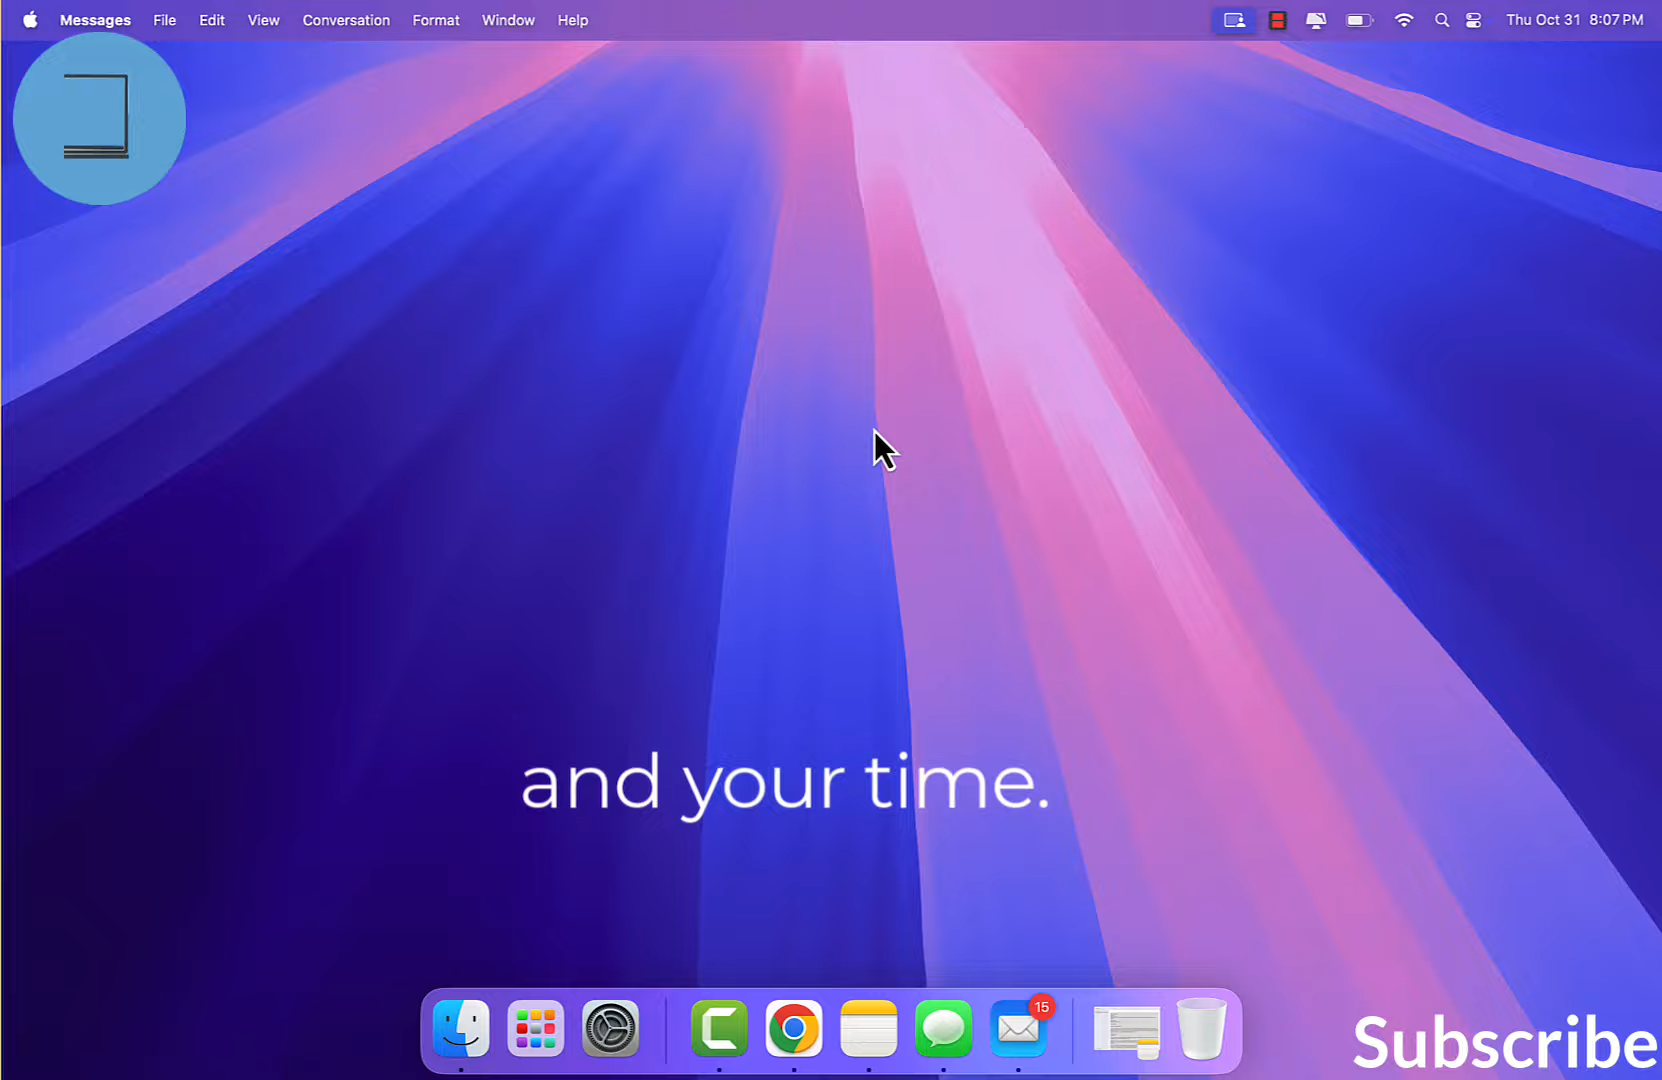 Messages File Edit View Conversation Format Window Help Thu Oct 31 8:07 PM
and your time.
15
Subscribe